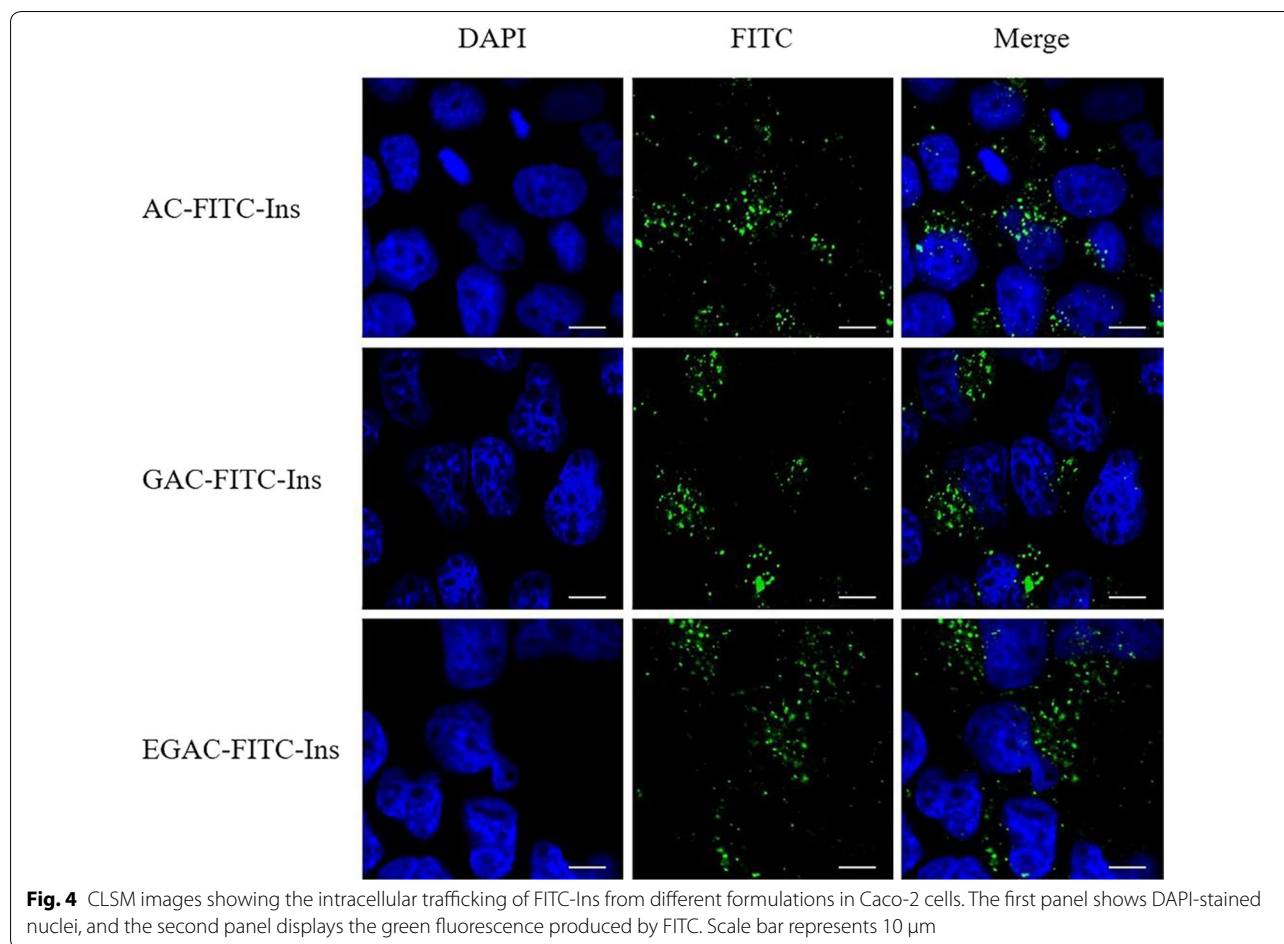 DAPI FITC Merge
AC-FITC-Ins
GAC-FITC-Ins
EGAC-FITC-Ins
Fig. 4 CLSM images showing the intracellular trafficking of FITC-Ins from different formulations in Caco-2 cells. The first panel shows DAPI-stained
nuclei, and the second panel displays the green fluorescence produced by FITC. Scale bar represents 10 μm